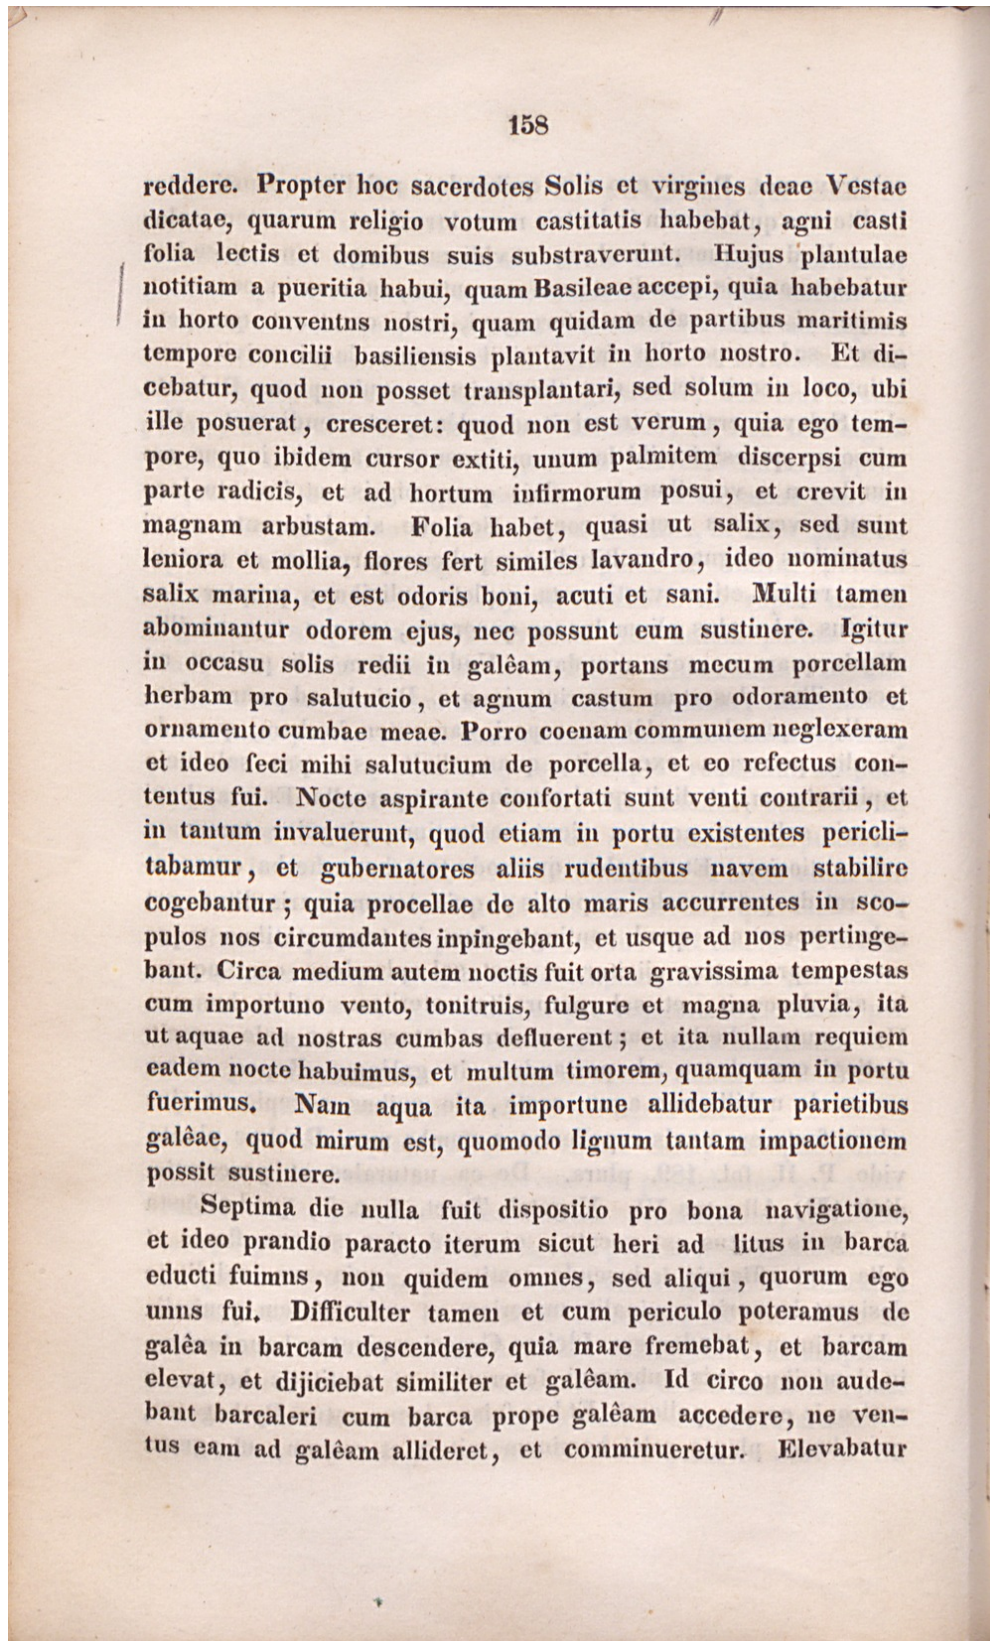 158
reddere. Propter hoc sacerdotes Solis et virgines deae Vestae
dicatae, quarum religio votum castitatis habebat, agni casti
folia lectis et domibus suis substraverunt. Hujus plantulae
notitiam a pueritia habui, quam Basileae accepi, quia habebatur
in horto conventns nostri, quam quidam de partibus maritimis
tempore concilii basiliensis plantavit in horto nostro. Et di-
cebatur, quod non posset transplantari, sed solum in loco, ubi
ille posuerat, cresceret: quod non est verum, quia ego tem-
pore, quo ibidem cursor extiti, unum palmitem discerpsi cum
parte radicis, et ad hortum infirmorum posui, et crevit in
magnam arbustam. Folia habet, quasi ut salix, sed sunt
leniora et mollia, flores fert similes lavandro, ideo nominatus
salix marina, et est odoris boni, acuti et sani. Multi tamen
abominantur odorem ejus, nec possunt eum sustinere. Igitur
in occasu solis redii in galêam, portans mecum porcellam
herbam pro salutucio, et agnum castum pro odoramento et
ornamento cumbae meae. Porro coenam communem neglexeram
et ideo feci mihi salutucium de porcella, et eo refectus con-
tentus fui. Nocte aspirante confortati sunt venti contrarii, et
in tantum invaluerunt, quod etiam in portu existentes pericli-
tabamur, et gubernatores aliis rudentibus navem stabilire
cogebantur; quia procellae de alto maris accurrentes in sco-
pulos nos circumdantes inpingebant, et usque ad nos pertinge-
bant. Circa medium autem noctis fuit orta gravissima tempestas
cum importuno vento, tonitruis, fulgure et magna pluvia, ita
ut aquae ad nostras cumbas defluerent; et ita nullam requiem
eadem nocte habuimus, et multum timorem, quamquam in portu
fuerimus. Nam aqua ita importune allidebatur parietibus
galêae, quod mirum est, quomodo lignum tantam impactionem
possit sustinere.
Septima die nulla fuit dispositio pro bona navigatione,
et ideo prandio paracto iterum sicut heri ad litus in barca
educti fuimns, non quidem omnes, sed aliqui, quorum ego
unns fui. Difficulter tamen et cum periculo poteramus de
galêa in barcam descendere, quia mare fremebat, et barcam
elevat, et dijiciebat similiter et galêam. Id circo non aude-
bant barcaleri cum barca prope galêam accedere, ne ven-
tus eam ad galêam allideret, et comminueretur. Elevabatur